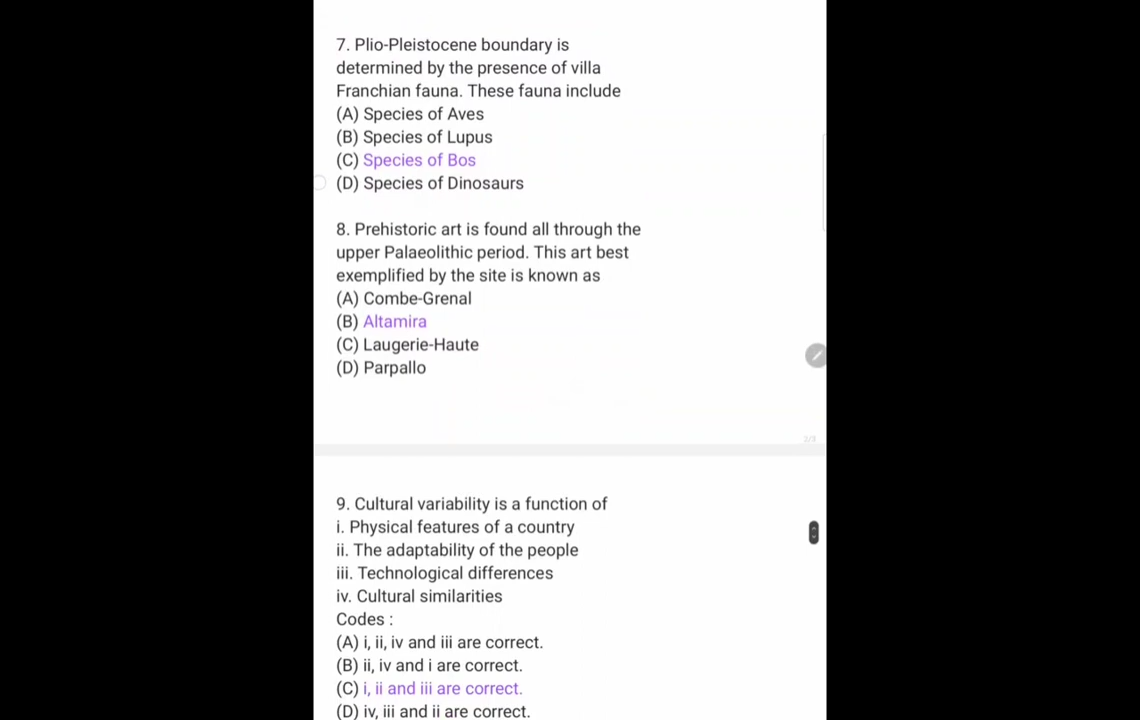 7. Plio-Pleistocene boundary is
determined by the presence of villa
Franchian fauna. These fauna include
(A) Species of Aves
(B) Species of Lupus
(C) Species of Bos
(D) Species of Dinosaurs
8. Prehistoric art is found all through the
upper Palaeolithic period. This art best
exemplified by the site is known as
(A) Combe-Grenal
(B) Altamira
(C) Laugerie-Haute
(D) Parpallo
2/3
9. Cultural variability is a function of
i. Physical features of a country
ii. The adaptability of the people
iii. Technological differences
iv. Cultural similarities
Codes :
(A) i, ii, iv and iii are correct.
(B) ii, iv and i are correct.
(C) i, ii and iii are correct.
(D) iv, iii and ii are correct.